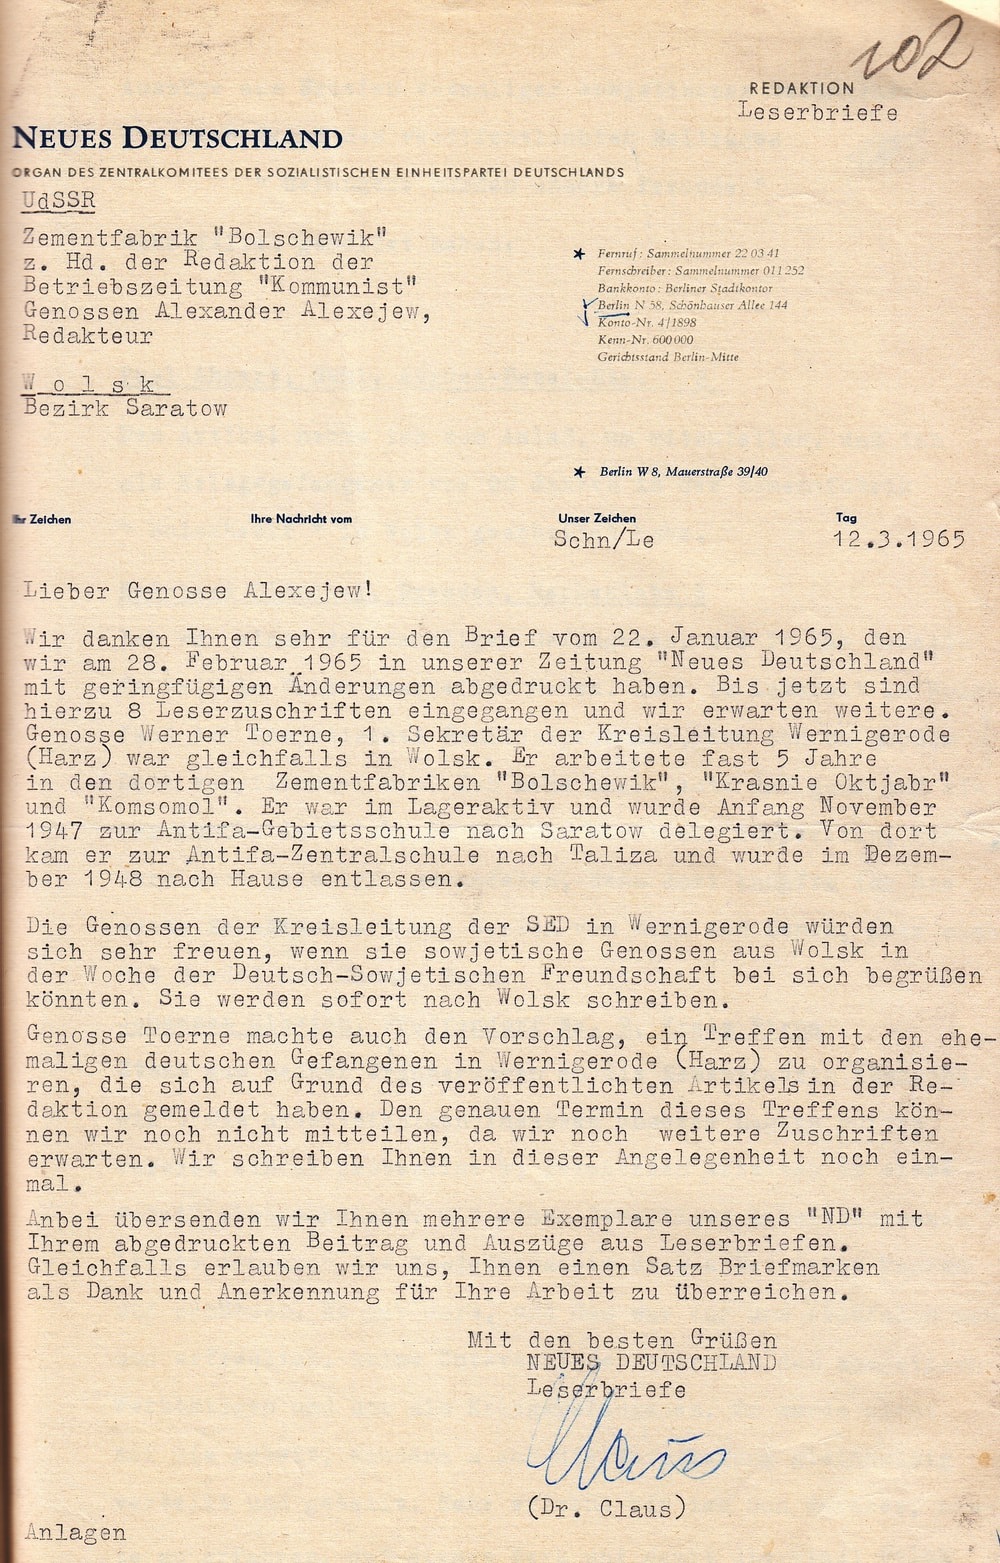 102
REDAKTION
Leserbriefe
NEUES DEUTSCHLAND
ORGAN DES ZENTRALKOMITEES DER SOZIALISTISCHEN EINHEITSPARTEI DEUTSCHLANDS
UdSSR
Zementfabrik "Bolschewik"
z. Hd. der Redaktion der
Betriebszeitung "Kommunist"
Genossen Alexander Alexejew,
Redakteur
W o l s k
Bezirk Saratow
Fernruf: Sammelnummer 22 03 41
Fernschreiber: Sammelnummer 011 252
Bankkonto: Berliner Stadtkontor
Berlin N 58, Schönhauser Allee 144
Konto-Nr. 4/1898
Kenn-Nr. 600 000
Gerichtsstand Berlin-Mitte
Berlin W 8, Mauerstraße 39/40
Ihr Zeichen Ihre Nachricht vom Unser Zeichen Tag
Schn/Le 12.3.1965
Lieber Genosse Alexejew!
Wir danken Ihnen sehr für den Brief vom 22. Januar 1965, den
wir am 28. Februar 1965 in unserer Zeitung "Neues Deutschland"
mit geringfügigen Änderungen abgedruckt haben. Bis jetzt sind
hierzu 8 Leserzuschriften eingegangen und wir erwarten weitere.
Genosse Werner Toerne, 1. Sekretär der Kreisleitung Wernigerode
(Harz) war gleichfalls in Wolsk. Er arbeitete fast 5 Jahre
in den dortigen Zementfabriken "Bolschewik", "Krasnie Oktjabr"
und "Komsomol". Er war im Lageraktiv und wurde Anfang November
1947 zur Antifa-Gebietsschule nach Saratow delegiert. Von dort
kam er zur Antifa-Zentralschule nach Taliza und wurde im Dezem-
ber 1948 nach Hause entlassen.
Die Genossen der Kreisleitung der SED in Wernigerode würden
sich sehr freuen, wenn sie sowjetische Genossen aus Wolsk in
der Woche der Deutsch-Sowjetischen Freundschaft bei sich begrüßen
könnten. Sie werden sofort nach Wolsk schreiben.
Genosse Toerne machte auch den Vorschlag, ein Treffen mit den ehe-
maligen deutschen Gefangenen in Wernigerode (Harz) zu organisie-
ren, die sich auf Grund des veröffentlichten Artikels in der Re-
daktion gemeldet haben. Den genauen Termin dieses Treffens kön-
nen wir noch nicht mitteilen, da wir noch weitere Zuschriften
erwarten. Wir schreiben Ihnen in dieser Angelegenheit noch ein-
mal.
Anbei übersenden wir Ihnen mehrere Exemplare unseres "ND" mit
Ihrem abgedruckten Beitrag und Auszüge aus Leserbriefen.
Gleichfalls erlauben wir uns, Ihnen einen Satz Briefmarken
als Dank und Anerkennung für Ihre Arbeit zu überreichen.
Mit den besten Grüßen
NEUES DEUTSCHLAND
Leserbriefe
Claus
(Dr. Claus)
Anlagen